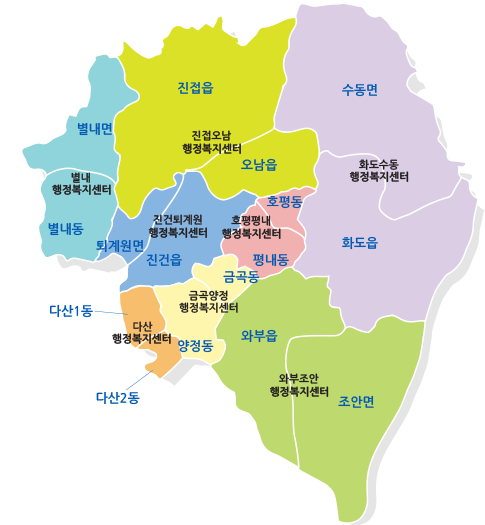 진접읍
수동면
별내면
진접오남
행정복지센터
오남읍
화도수동
행정복지센터
별내
행정복지센터
호평동
진건퇴계원
행정복지센터
호평평내
행정복지센터
별내동
퇴계원면
화도읍
진건읍
평내동
금곡동
금곡양정
행정복지센터
다산1동
다산
행정복지센터
와부읍
양정동
와부조안
행정복지센터
다산2동
조안면